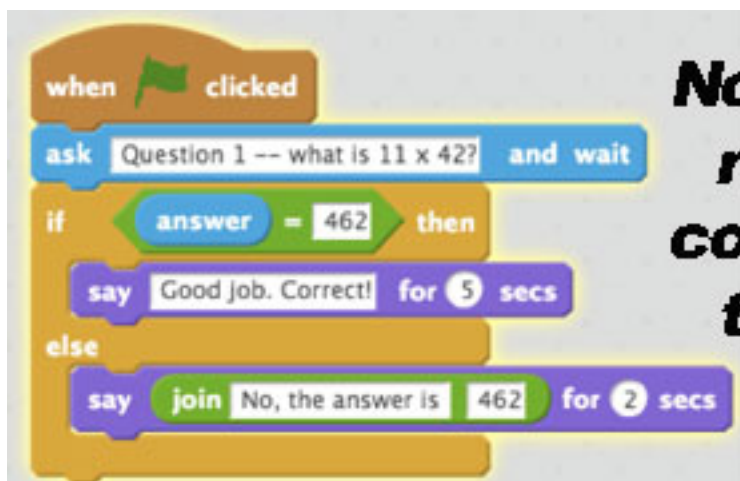 when clicked
ask Question 1 -- what is 11 x 42? and wait
if answer = 462 then
say Good job. Correct! for 5 secs
else
say join No, the answer is 462 for 2 secs